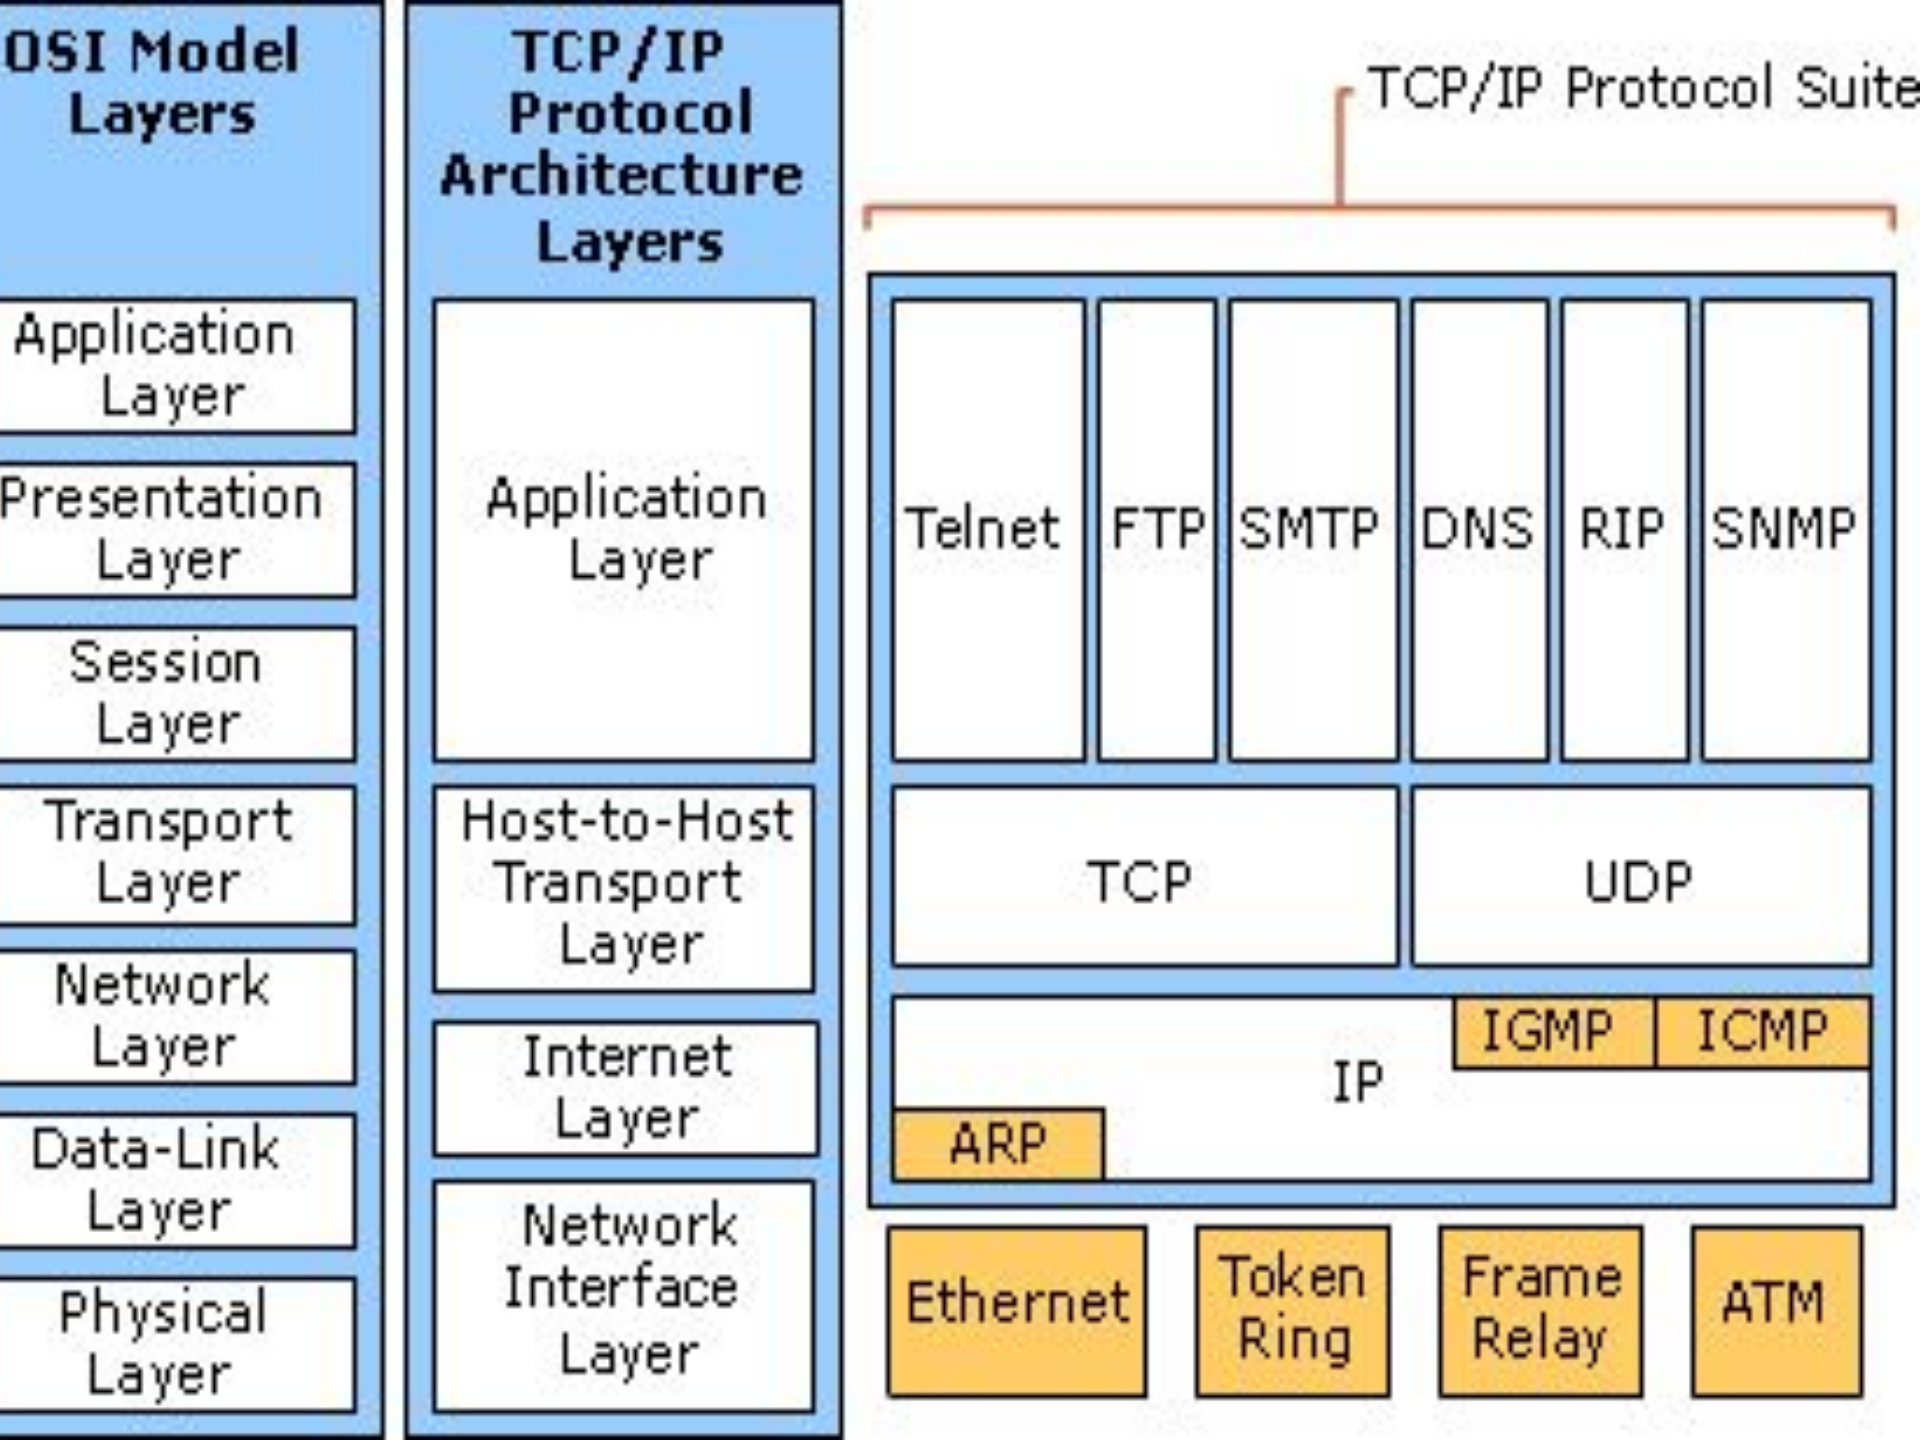 OSI Model
Layers
Application
Layer
Presentation
Layer
Session
Layer
Transport
Layer
Network
Layer
Data-Link
Layer
Physical
Layer
TCP/IP
Protocol
Architecture
Layers
Application
Layer
Host-to-Host
Transport
Layer
Internet
Layer
Network
Interface
Layer
TCP/IP Protocol Suite
Telnet
FTP
SMTP
DNS
RIP
SNMP
TCP
UDP
IGMP
ICMP
IP
ARP
Ethernet
Token
Ring
Frame
Relay
ATM